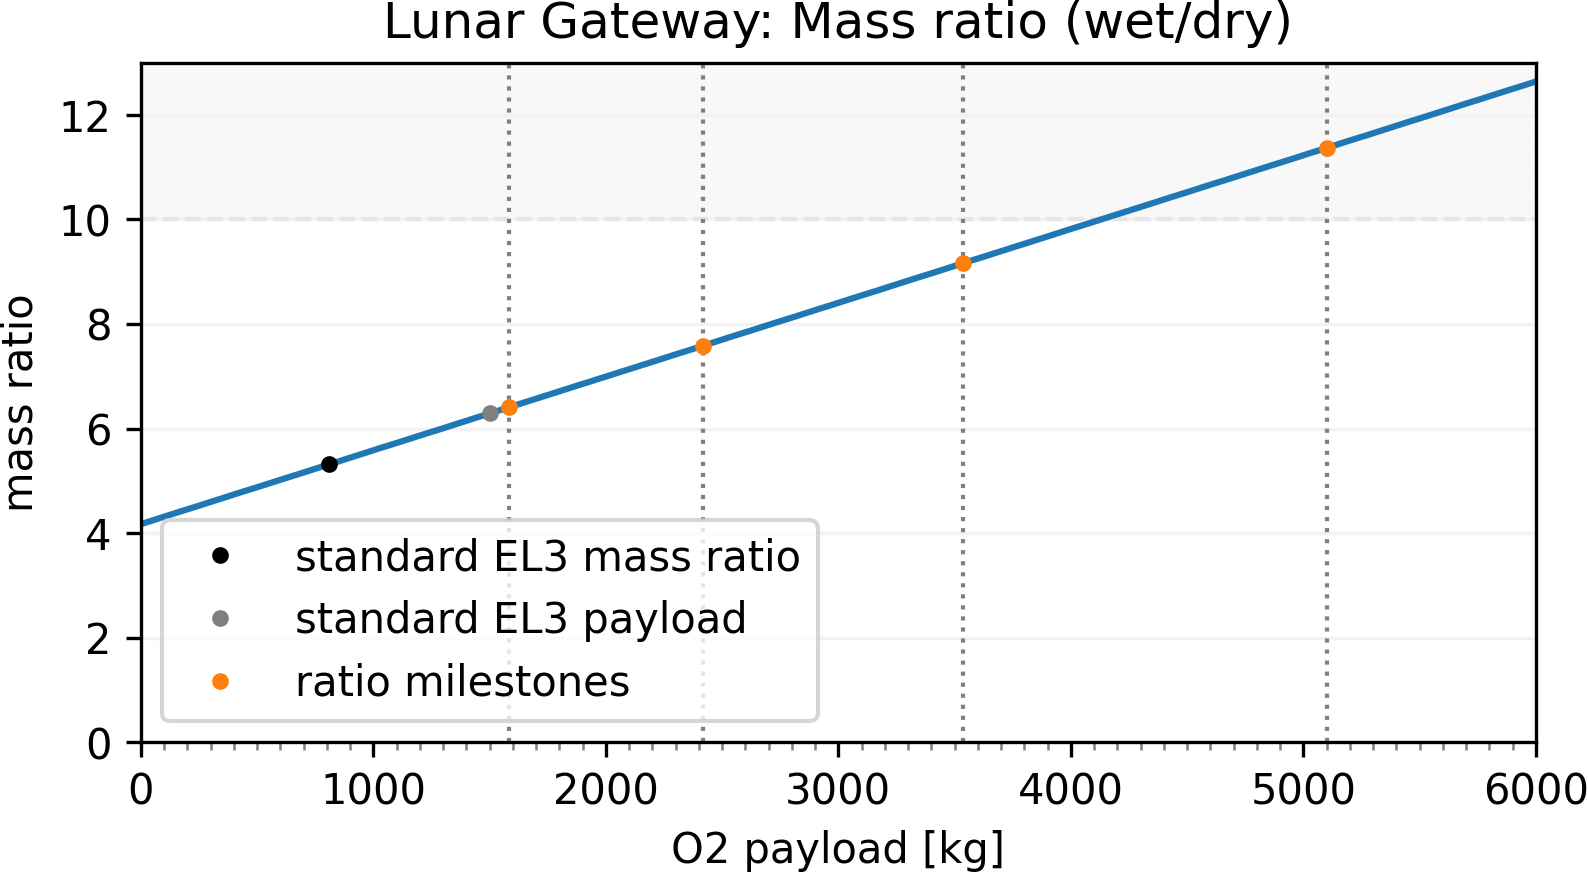 Lunar Gateway: Mass ratio (wet/dry)
mass ratio
12
10
8
6
4
2
0
standard EL3 mass ratio
standard EL3 payload
ratio milestones
0 1000 2000 3000 4000 5000 6000
O2 payload [kg]